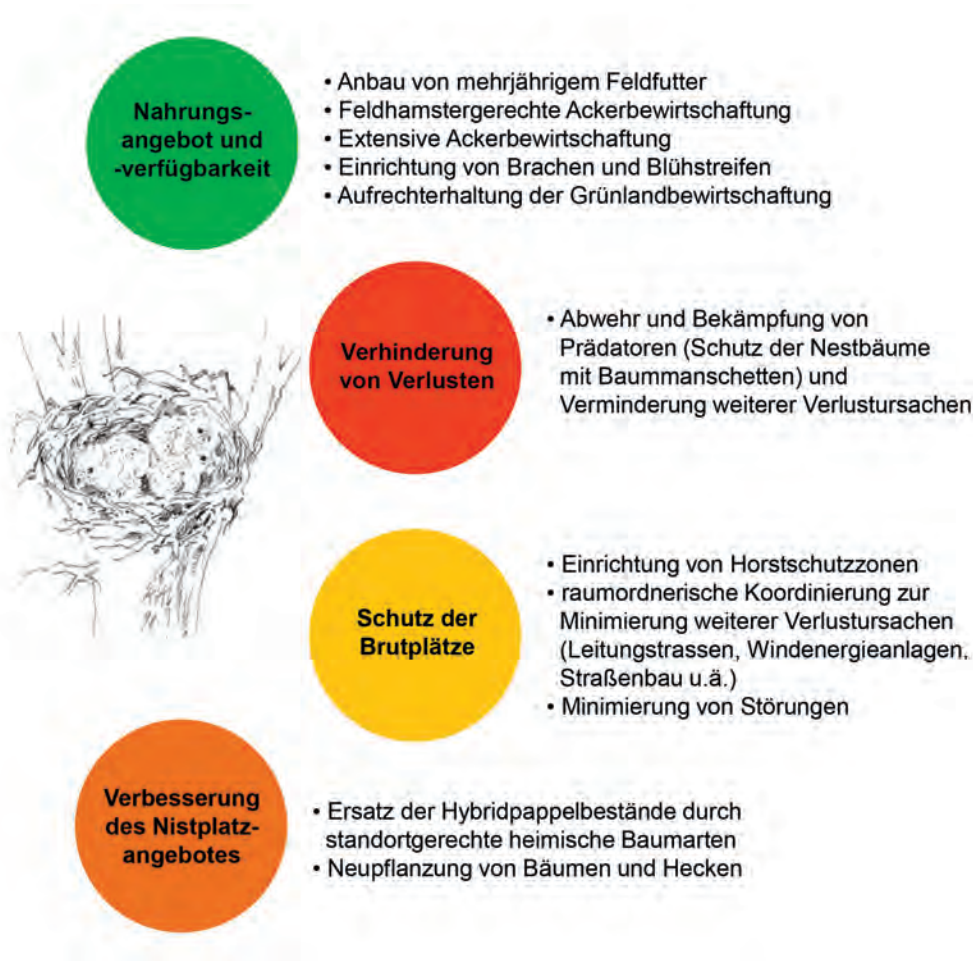 Nahrungs-
angebot und
-verfügbarkeit
• Anbau von mehrjährigem Feldfutter
• Feldhamstergerechte Ackerbewirtschaftung
• Extensive Ackerbewirtschaftung
• Einrichtung von Brachen und Blühstreifen
• Aufrechterhaltung der Grünlandbewirtschaftung
Verhinderung
von Verlusten
• Abwehr und Bekämpfung von
Prädatoren (Schutz der Nestbäume
mit Baummanschetten) und
Verminderung weiterer Verlustursachen
Schutz der
Brutplätze
• Einrichtung von Horstschutzzonen
• raumordnerische Koordinierung zur
Minimierung weiterer Verlustursachen
(Leitungstrassen, Windenergieanlagen,
Straßenbau u.ä.)
• Minimierung von Störungen
Verbesserung
des Nistplatz-
angebotes
• Ersatz der Hybridpappelbestände durch
standortgerechte heimische Baumarten
• Neupflanzung von Bäumen und Hecken